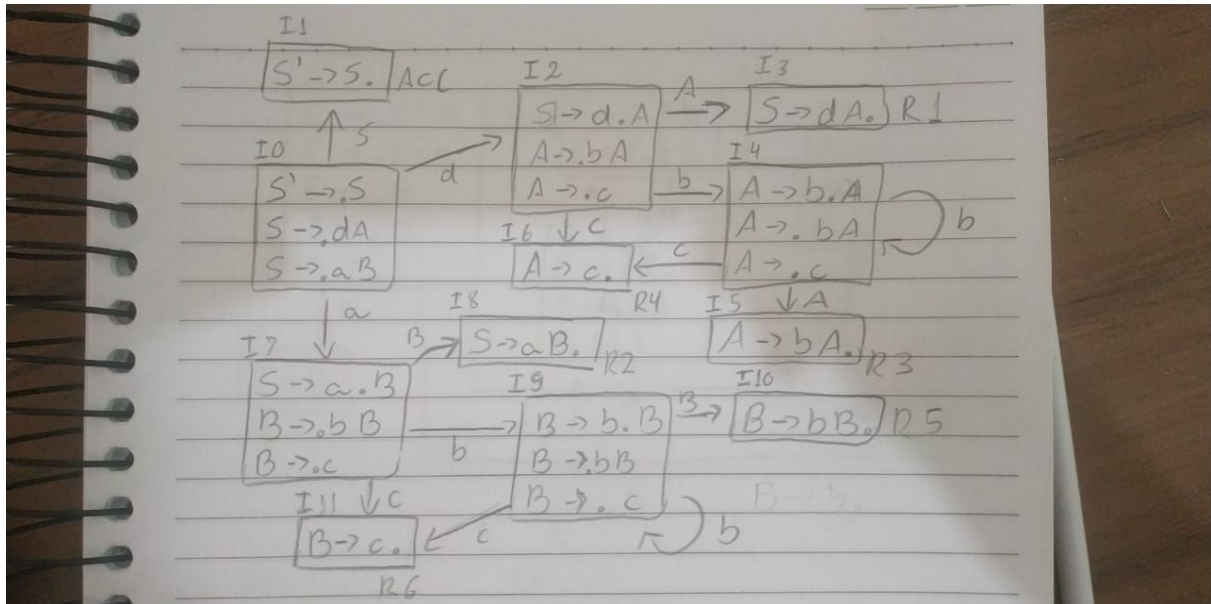 I1
S' -> S. ACC
I0
S' -> .S
S -> .dA
S -> .aB
S
d
I2
S -> d.A
A -> .bA
A -> .c
A
I3
S -> dA. R1
b
I4
A -> b.A
A -> .bA
A -> .c
b
c
I6
A -> c.
R4
c
A
I5
A -> bA.
R3
a
I7
S -> a.B
B -> .bB
B -> .c
B
I8
S -> aB.
R2
b
I9
B -> b.B
B -> .bB
B -> . c
B
I10
B -> bB. R5
c
I11
B -> c.
R6
c
b